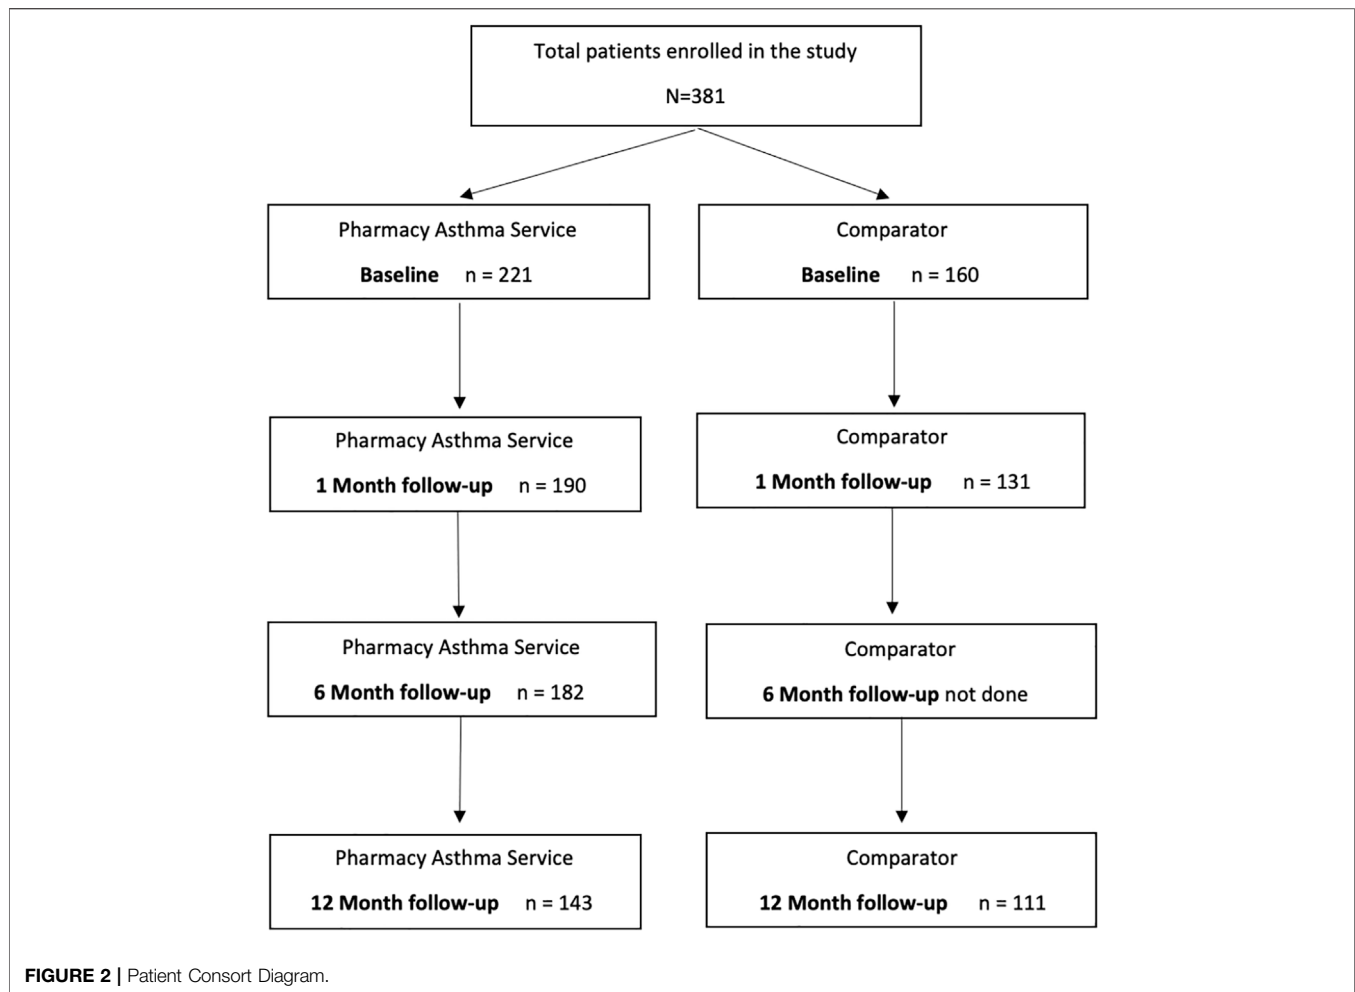 Total patients enrolled in the study
N=381
Pharmacy Asthma Service
Baseline n = 221
Comparator
Baseline n = 160
Pharmacy Asthma Service
1 Month follow-up n = 190
Comparator
1 Month follow-up n = 131
Pharmacy Asthma Service
6 Month follow-up n = 182
Comparator
6 Month follow-up not done
Pharmacy Asthma Service
12 Month follow-up n = 143
Comparator
12 Month follow-up n = 111
FIGURE 2 | Patient Consort Diagram.